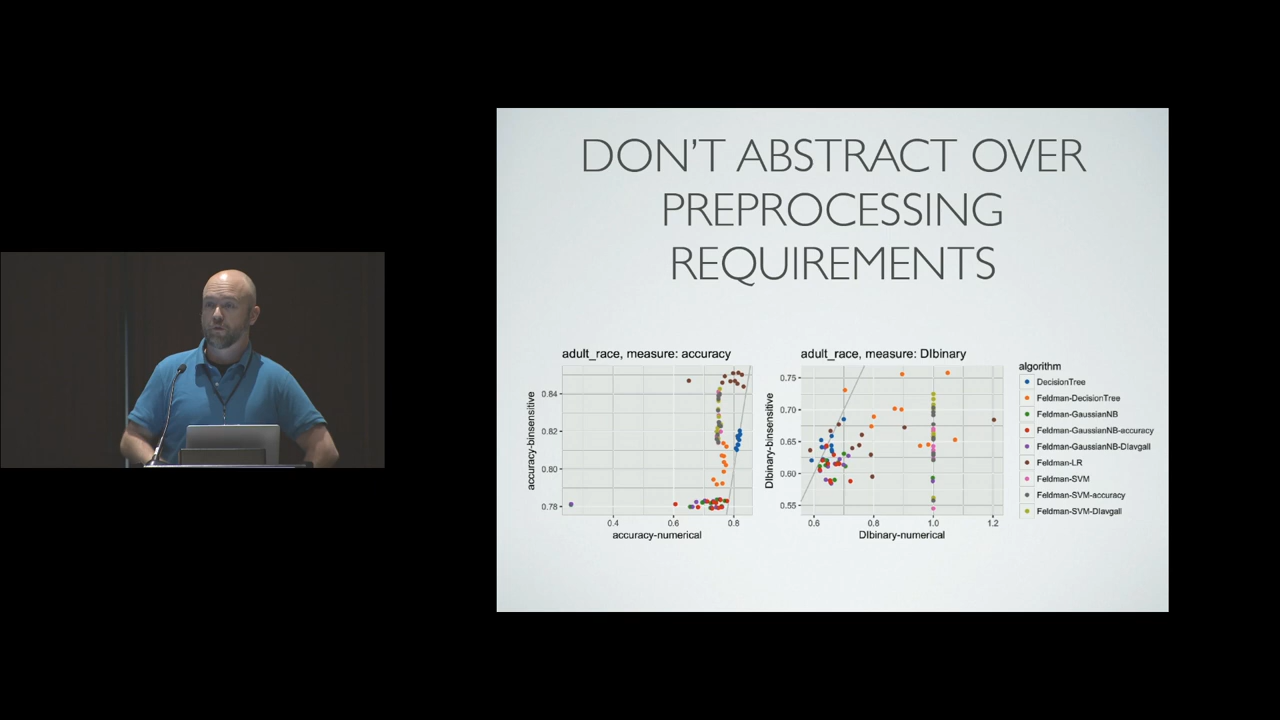 DON'T ABSTRACT OVER
PREPROCESSING
REQUIREMENTS
adult_race, measure: accuracy
accuracy-binsensitive
0.84
0.82
0.80
0.78
0.4 0.6 0.8
accuracy-numerical
adult_race, measure: DIbinary
DIbinary-binsensitive
0.75
0.70
0.65
0.60
0.55
0.6 0.8 1.0 1.2
DIbinary-numerical
algorithm
DecisionTree
Feldman-DecisionTree
Feldman-GaussianNB
Feldman-GaussianNB-accuracy
Feldman-GaussianNB-DIavgall
Feldman-LR
Feldman-SVM
Feldman-SVM-accuracy
Feldman-SVM-DIavgall